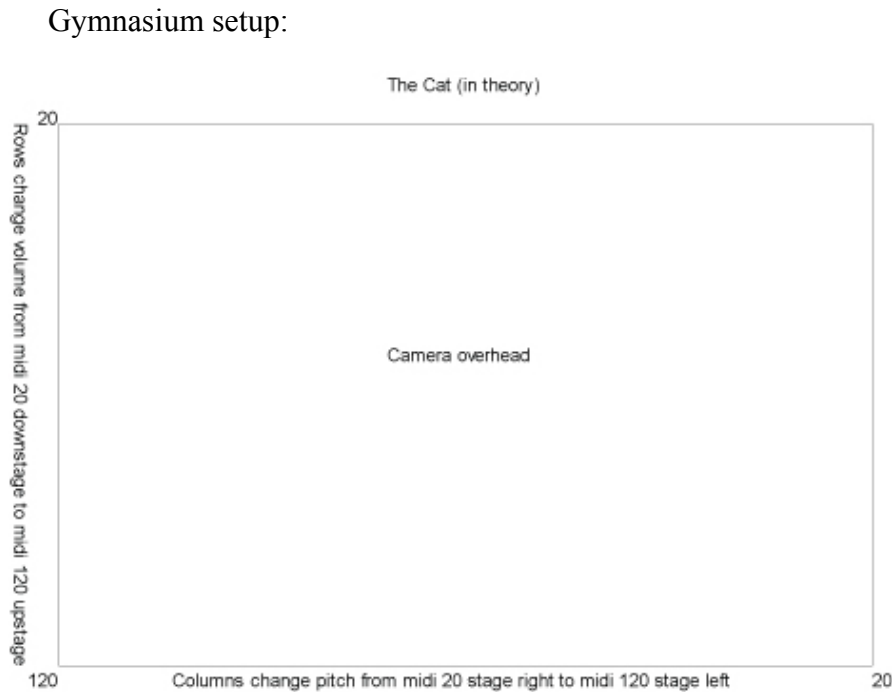 Gymnasium setup:
The Cat (in theory)
20
Rows change volume from midi 20 downstage to midi 120 upstage
Camera overhead
120
Columns change pitch from midi 20 stage right to midi 120 stage left
20